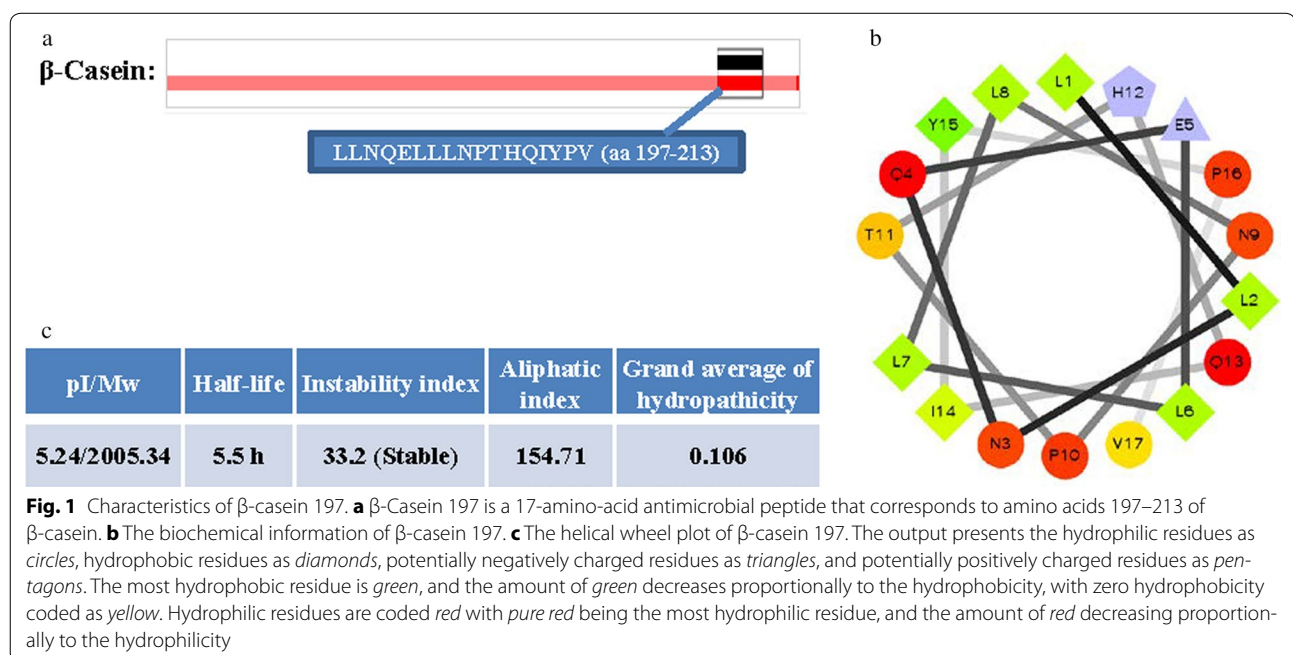 a
β-Casein:
LLNQELLLNPTHQIYPV (aa 197-213)
b
L8
L1
H12
E5
Y15
Q4
P16
T11
N9
L2
L7
Q13
I14
L6
N3
P10
V17
c
pI/Mw
Half-life
Instability index
Aliphatic
index
Grand average of
hydropathicity
5.24/2005.34
5.5 h
33.2 (Stable)
154.71
0.106
Fig. 1 Characteristics of β-casein 197. a β-Casein 197 is a 17-amino-acid antimicrobial peptide that corresponds to amino acids 197–213 of
β-casein. b The biochemical information of β-casein 197. c The helical wheel plot of β-casein 197. The output presents the hydrophilic residues as
circles, hydrophobic residues as diamonds, potentially negatively charged residues as triangles, and potentially positively charged residues as pen-
tagons. The most hydrophobic residue is green, and the amount of green decreases proportionally to the hydrophobicity, with zero hydrophobicity
coded as yellow. Hydrophilic residues are coded red with pure red being the most hydrophilic residue, and the amount of red decreasing proportion-
ally to the hydrophilicity